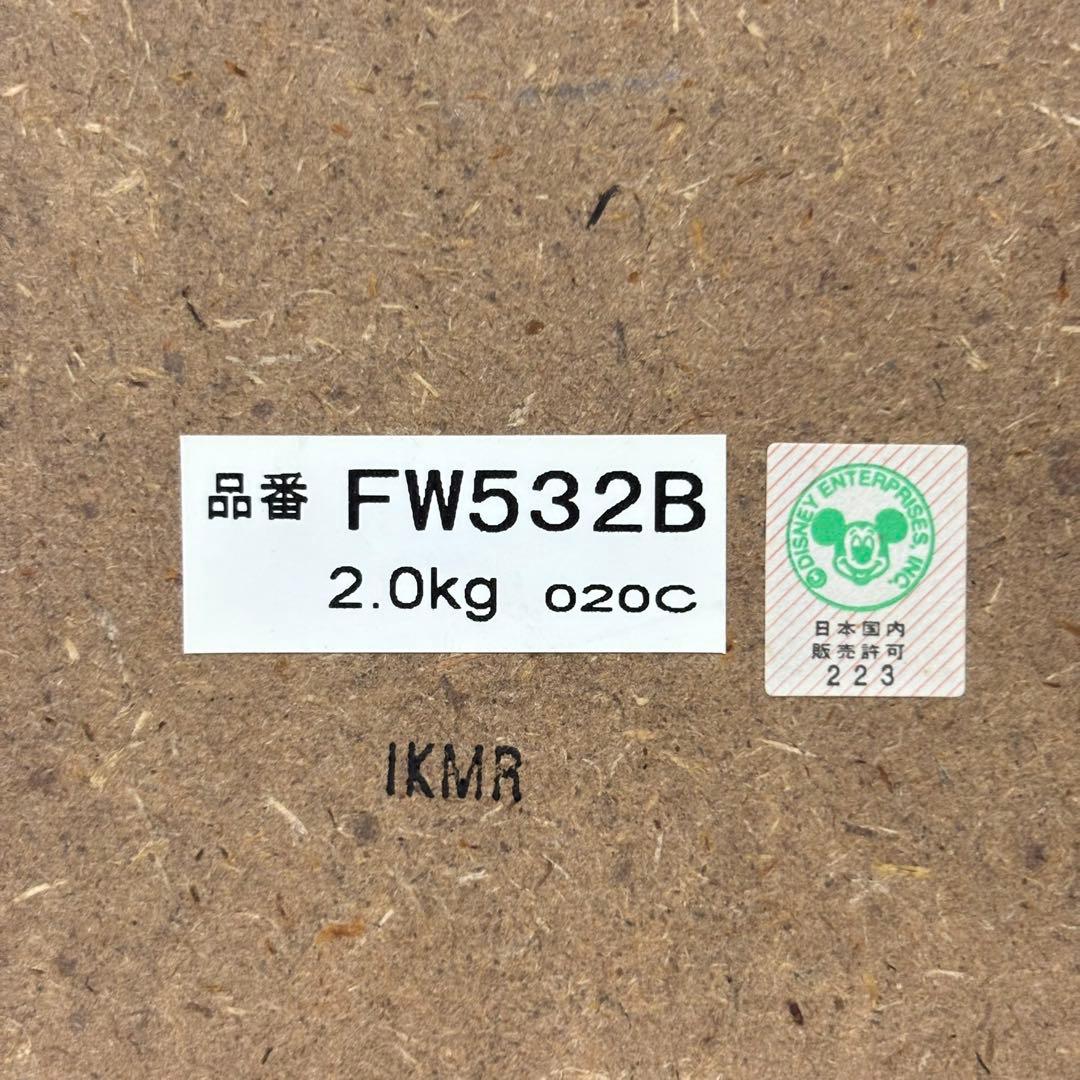 品番 FW532B
2.0kg 020C
©DISNEY ENTERPRISES, INC.
日本国内
販売許可
223
IKMR